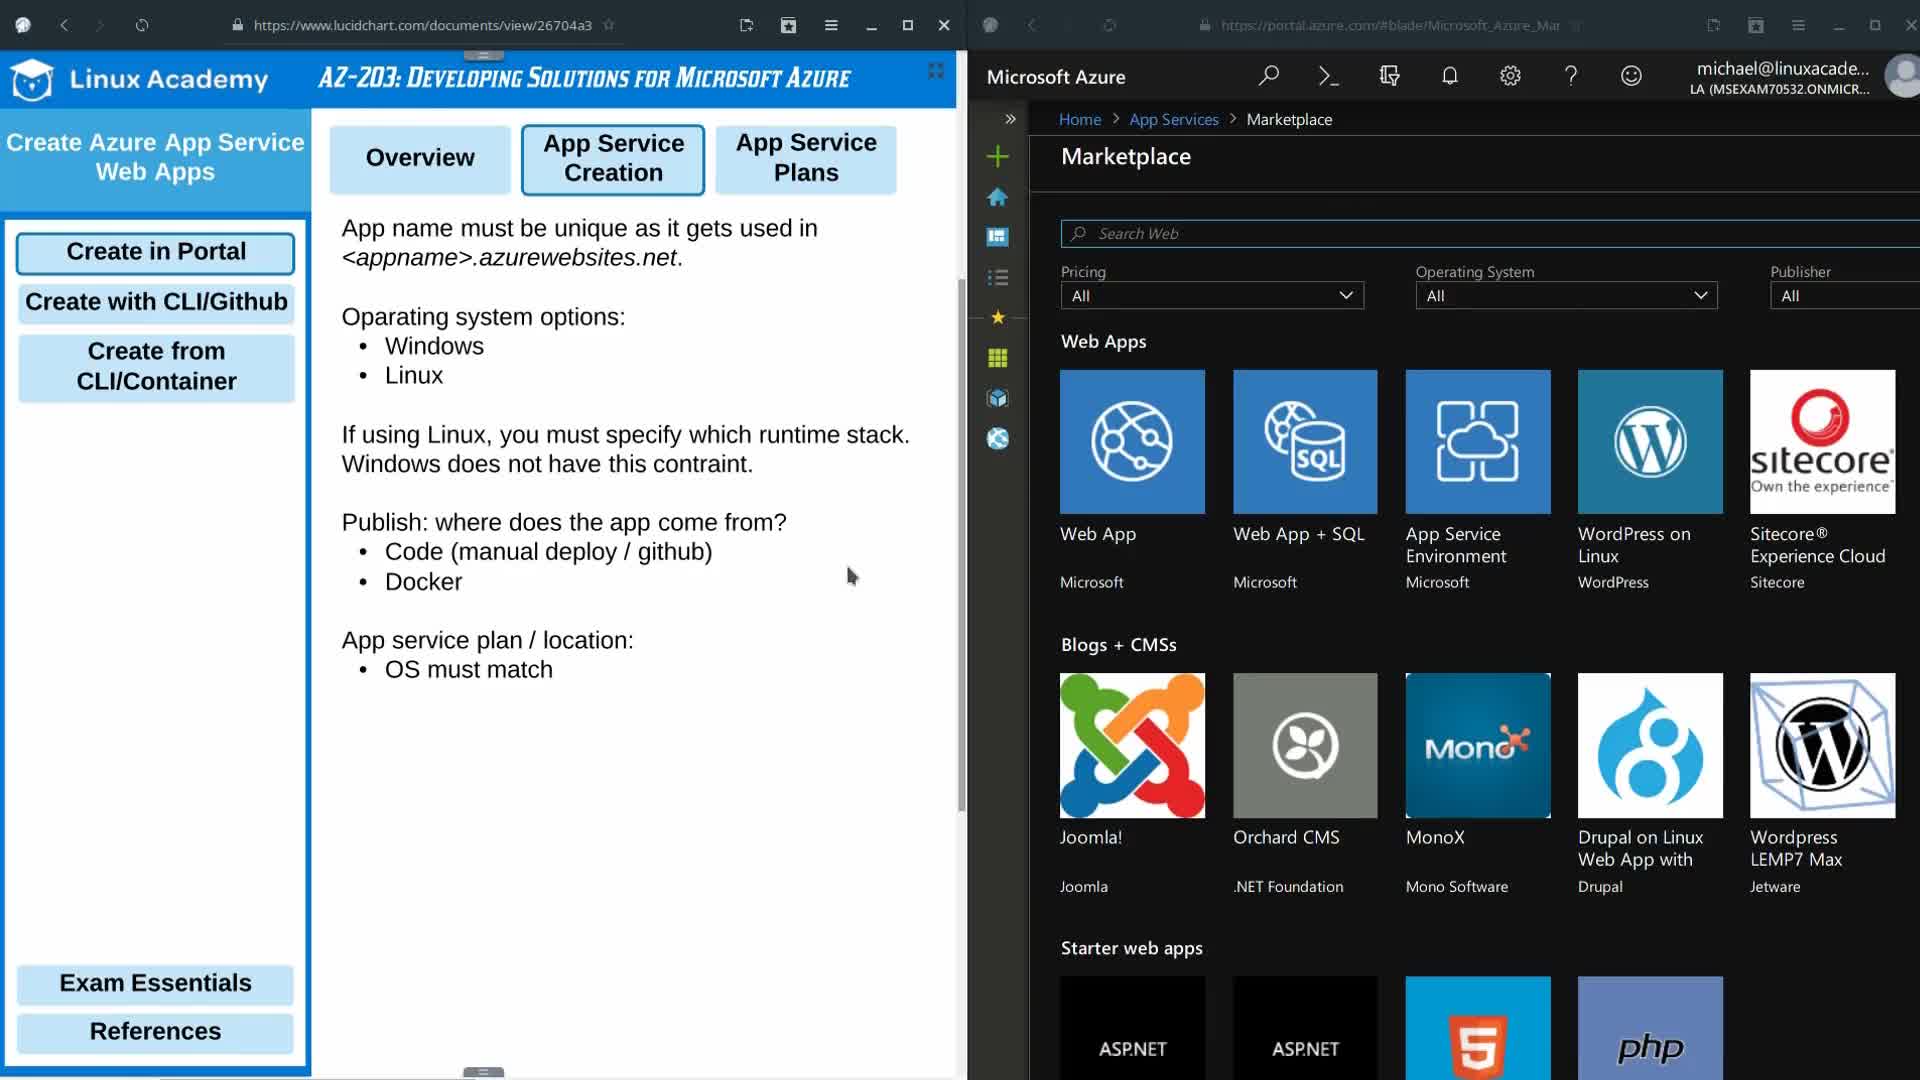 https://www.lucidchart.com/documents/view/26704a3
Linux Academy
AZ-203: Developing Solutions for Microsoft Azure
Create Azure App Service
Web Apps
Create in Portal
Create with CLI/Github
Create from
CLI/Container
Exam Essentials
References
Overview
App Service
Creation
App Service
Plans
App name must be unique as it gets used in
<appname>.azurewebsites.net.
Oparating system options:
• Windows
• Linux
If using Linux, you must specify which runtime stack.
Windows does not have this contraint.
Publish: where does the app come from?
• Code (manual deploy / github)
• Docker
App service plan / location:
• OS must match
https://portal.azure.com/#blade/Microsoft_Azure_Mar
Microsoft Azure
michael@linuxacade...
LA (MSEXAM70532.ONMICR...
Home > App Services > Marketplace
Marketplace
Search Web
Pricing
All
Operating System
All
Publisher
All
Web Apps
SQL
sitecore
Own the experience
Web App
Microsoft
Web App + SQL
Microsoft
App Service
Environment
Microsoft
WordPress on
Linux
WordPress
Sitecore®
Experience Cloud
Sitecore
Blogs + CMSs
Mono
Joomla!
Joomla
Orchard CMS
.NET Foundation
MonoX
Mono Software
Drupal on Linux
Web App with
Drupal
Wordpress
LEMP7 Max
Jetware
Starter web apps
ASP.NET
ASP.NET
5
php